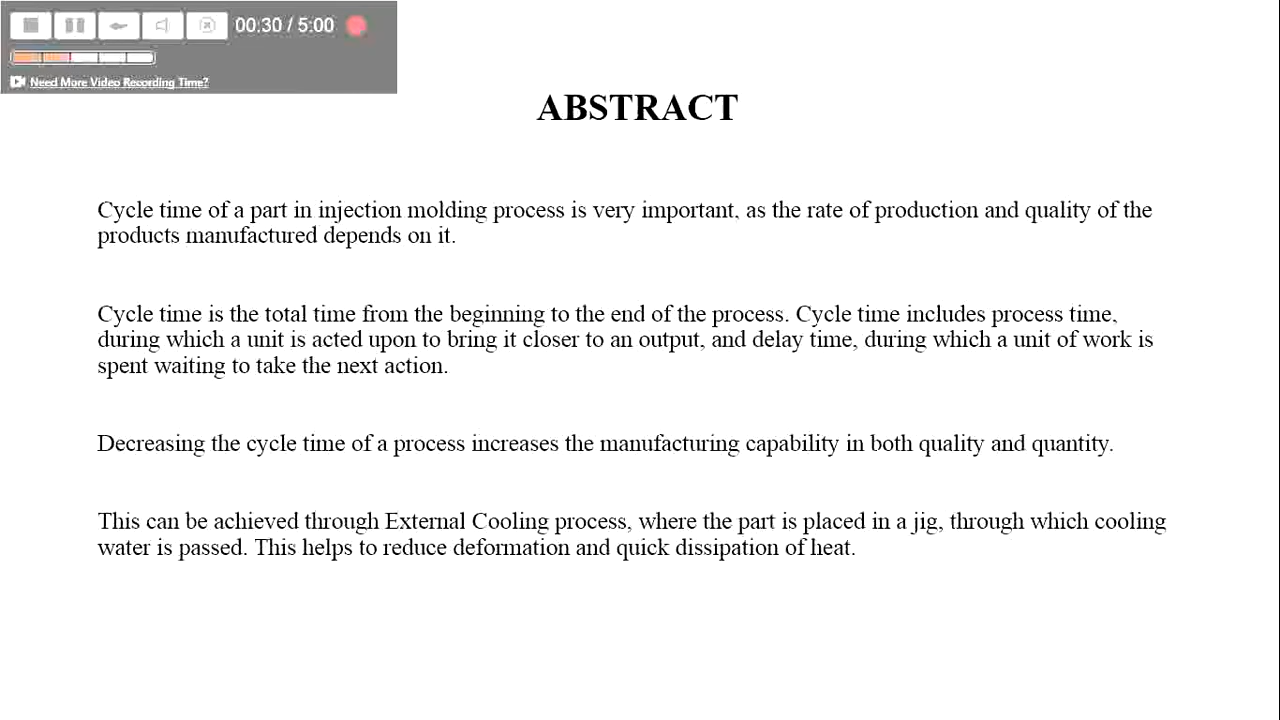 00:30 / 5:00
Need More Video Recording Time?
ABSTRACT
Cycle time of a part in injection molding process is very important, as the rate of production and quality of the
products manufactured depends on it.
Cycle time is the total time from the beginning to the end of the process. Cycle time includes process time,
during which a unit is acted upon to bring it closer to an output, and delay time, during which a unit of work is
spent waiting to take the next action.
Decreasing the cycle time of a process increases the manufacturing capability in both quality and quantity.
This can be achieved through External Cooling process, where the part is placed in a jig, through which cooling
water is passed. This helps to reduce deformation and quick dissipation of heat.